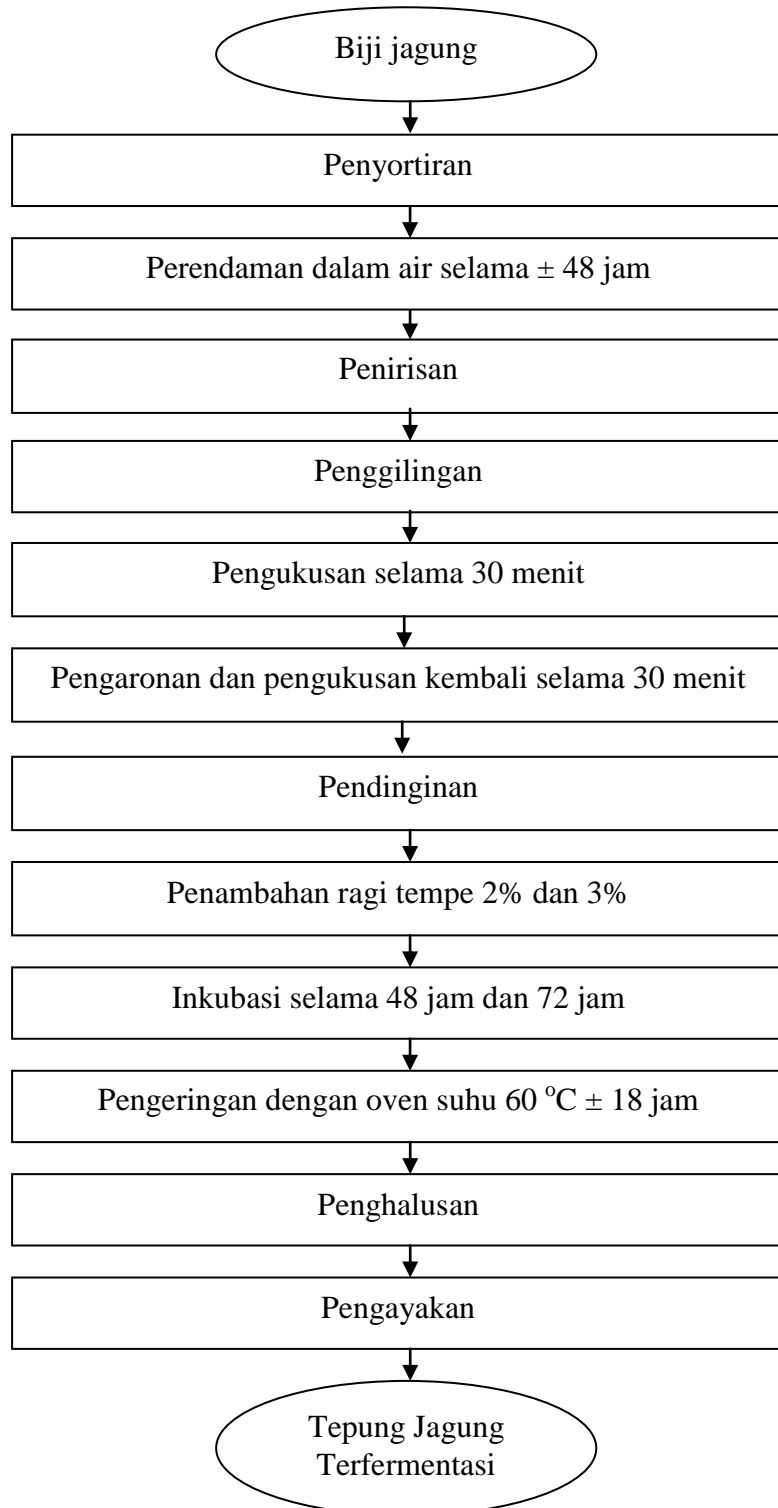 Biji jagung
Penyortiran
Perendaman dalam air selama ± 48 jam
Penirisan
Penggilingan
Pengukusan selama 30 menit
Pengaronan dan pengukusan kembali selama 30 menit
Pendinginan
Penambahan ragi tempe 2% dan 3%
Inkubasi selama 48 jam dan 72 jam
Pengeringan dengan oven suhu 60 °C ± 18 jam
Penghalusan
Pengayakan
Tepung Jagung
Terfermentasi